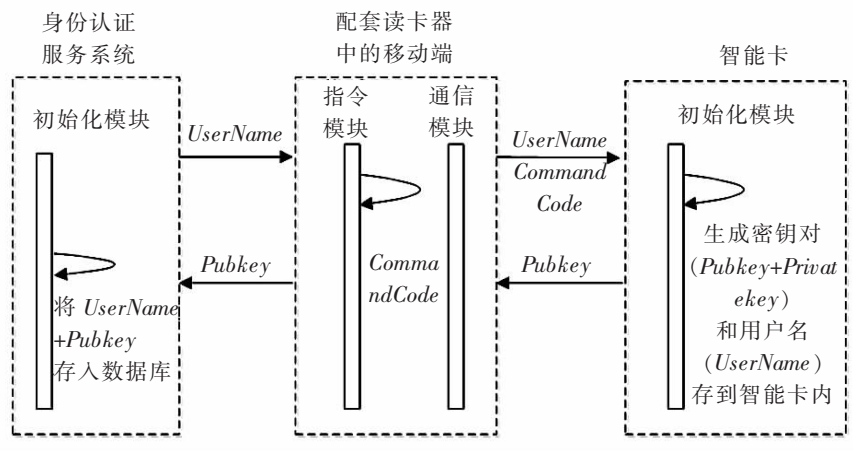 身份认证
服务系统
初始化模块
UserName
Pubkey
将 UserName
+Pubkey
存入数据库
配套读卡器
中的移动端
指令
模块
通信
模块
Comma
ndCode
UserName
Command
Code
Pubkey
智能卡
初始化模块
生成密钥对
(Pubkey+Privat
ekey)
和用户名
(UserName)
存到智能卡内